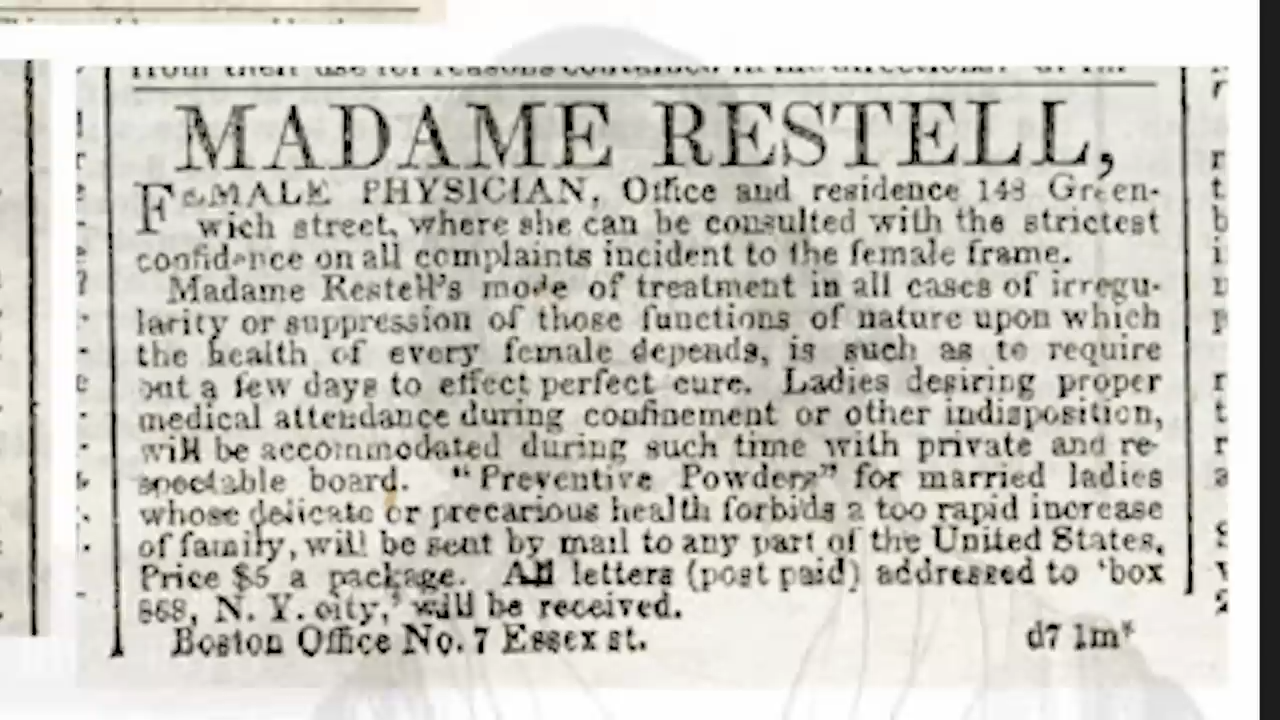 MADAME RESTELL,
FEMALE PHYSICIAN, Office and residence 148 Green-
wich street, where she can be consulted with the strictest
confidence on all complaints incident to the female frame.
Madame Restell's mode of treatment in all cases of irregu-
larity or suppression of those functions of nature upon which
the health of every female depends, is such as to require
but a few days to effect perfect cure. Ladies desiring proper
medical attendance during confinement or other indisposition,
will be accommodated during such time with private and re-
spectable board. "Preventive Powders" for married ladies
whose delicate or precarious health forbids a too rapid increase
of family, will be sent by mail to any part of the United States.
Price $5 a package. All letters (post paid) addressed to 'box
868, N. Y. city,' will be received.
Boston Office No. 7 Essex st. d7 1m*